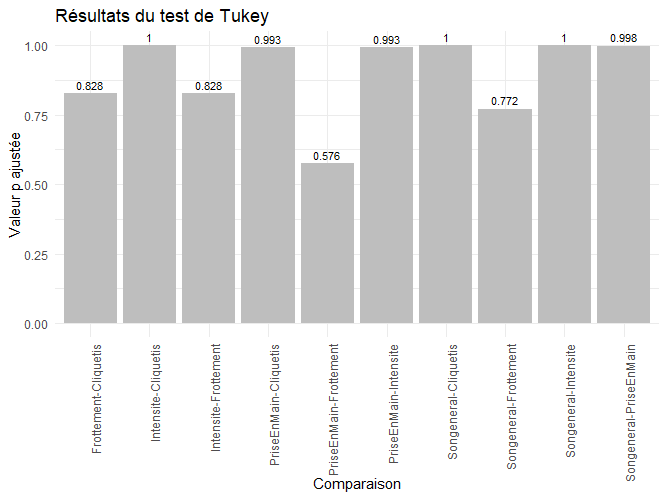 Résultats du test de Tukey
Valeur p ajustée
1.00
0.75
0.50
0.25
0.00
0.828
1
0.828
0.993
0.576
0.993
1
0.772
1
0.998
Frottement-Cliquetis
Intensite-Cliquetis
Intensite-Frottement
PriseEnMain-Cliquetis
PriseEnMain-Frottement
PriseEnMain-Intensite
Songeneral-Cliquetis
Songeneral-Frottement
Songeneral-Intensite
Songeneral-PriseEnMain
Comparaison